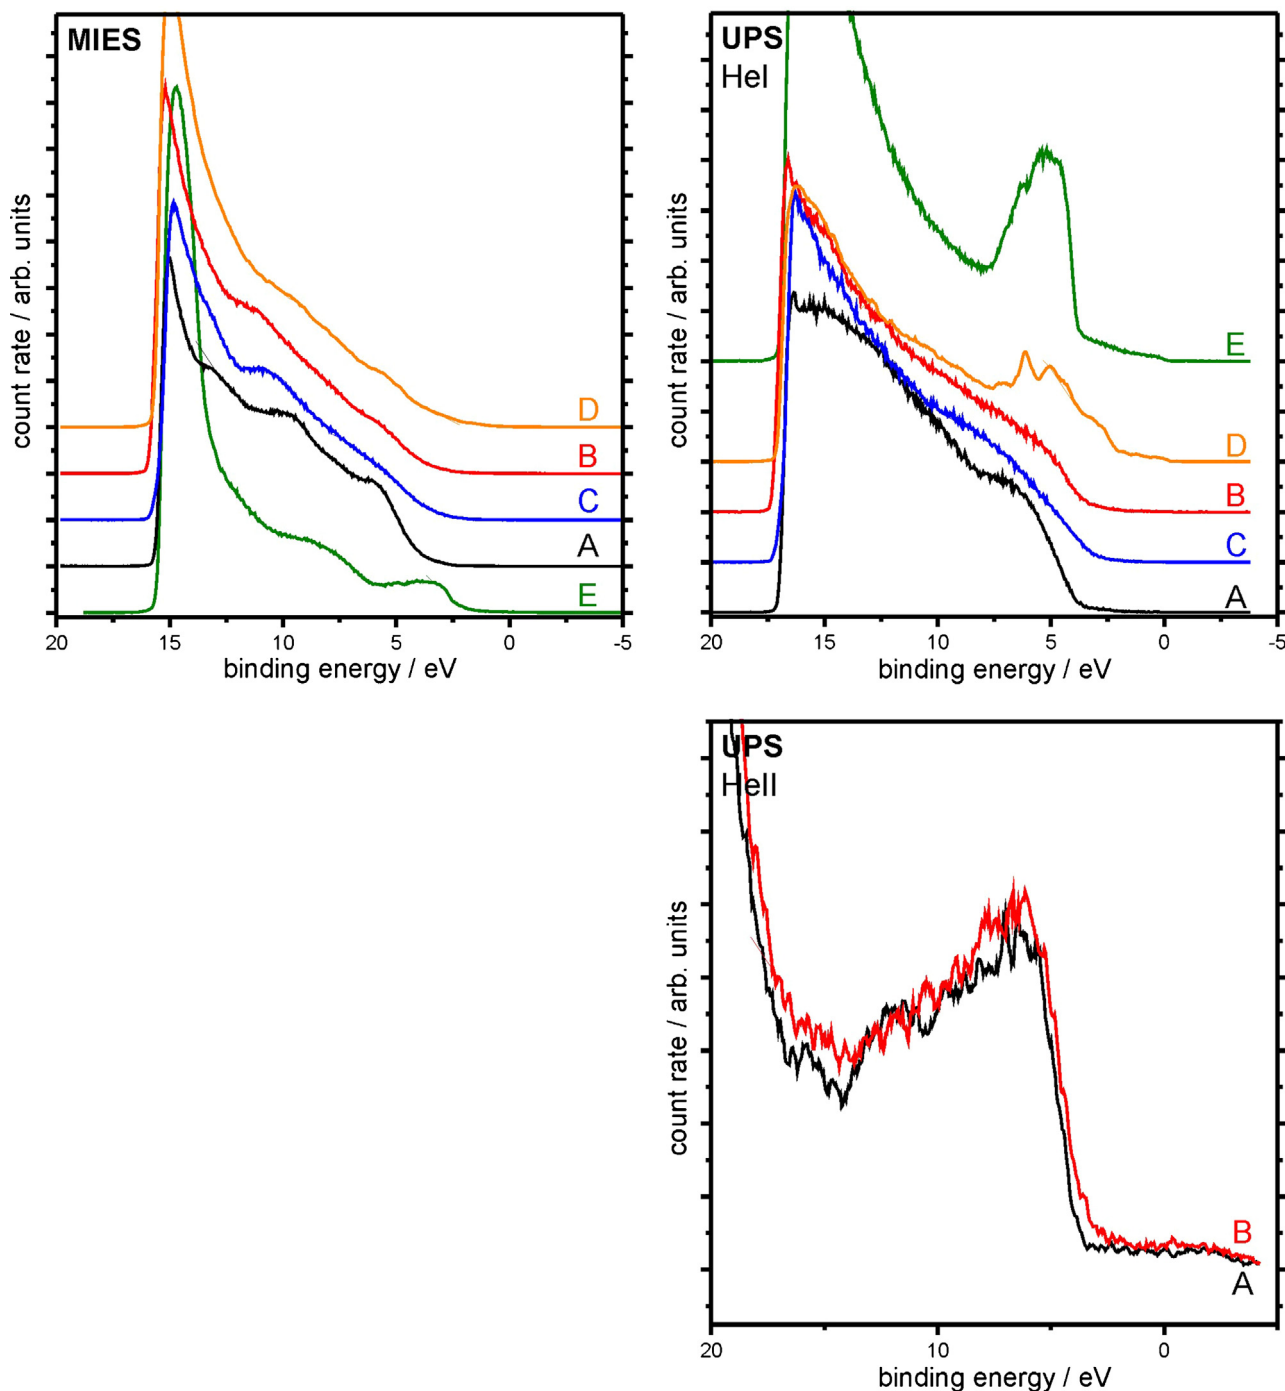 MIES
count rate / arb. units
D
B
C
A
E
20 15 10 5 0 -5
binding energy / eV
UPS
HeI
count rate / arb. units
E
D
B
C
A
20 15 10 5 0 -5
binding energy / eV
UPS
HeII
count rate / arb. units
B
A
20 10 0
binding energy / eV